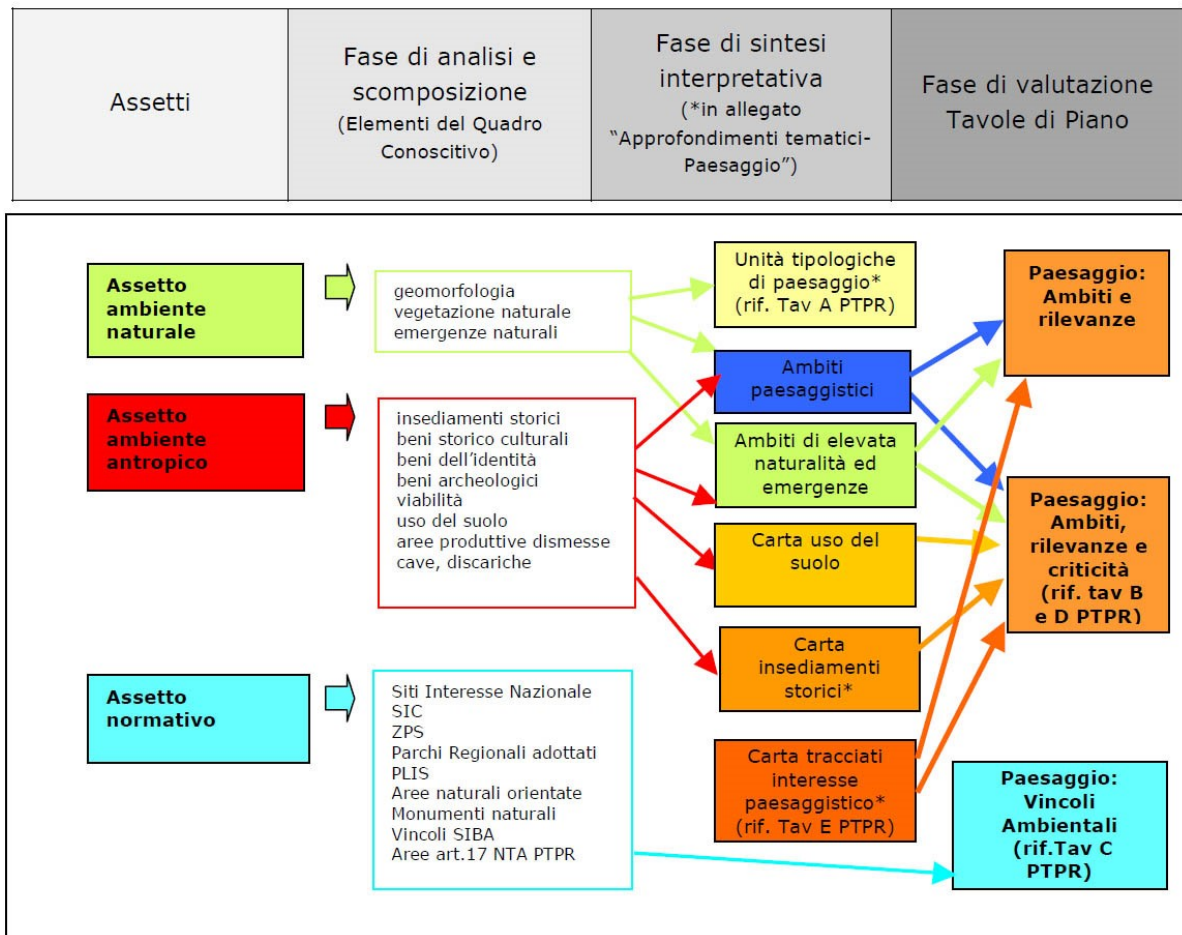 Assetti
Fase di analisi e
scomposizione
(Elementi del Quadro
Conoscitivo)
Fase di sintesi
interpretativa
(*in allegato
“Approfondimenti tematici-
Paesaggio”)
Fase di valutazione
Tavole di Piano
Assetto
ambiente
naturale
geomorfologia
vegetazione naturale
emergenze naturali
Unità tipologiche
di paesaggio*
(rif. Tav A PTPR)
Paesaggio:
Ambiti e
rilevanze
Ambiti
paesaggistici
Assetto
ambiente
antropico
insediamenti storici
beni storico culturali
beni dell’identità
beni archeologici
viabilità
uso del suolo
aree produttive dismesse
cave, discariche
Ambiti di elevata
naturalità ed
emergenze
Carta uso del
suolo
Paesaggio:
Ambiti,
rilevanze e
criticità
(rif. tav B
e D PTPR)
Carta
insediamenti
storici*
Assetto
normativo
Siti Interesse Nazionale
SIC
ZPS
Parchi Regionali adottati
PLIS
Aree naturali orientate
Monumenti naturali
Vincoli SIBA
Aree art.17 NTA PTPR
Carta tracciati
interesse
paesaggistico*
(rif. Tav E PTPR)
Paesaggio:
Vincoli
Ambientali
(rif.Tav C
PTPR)